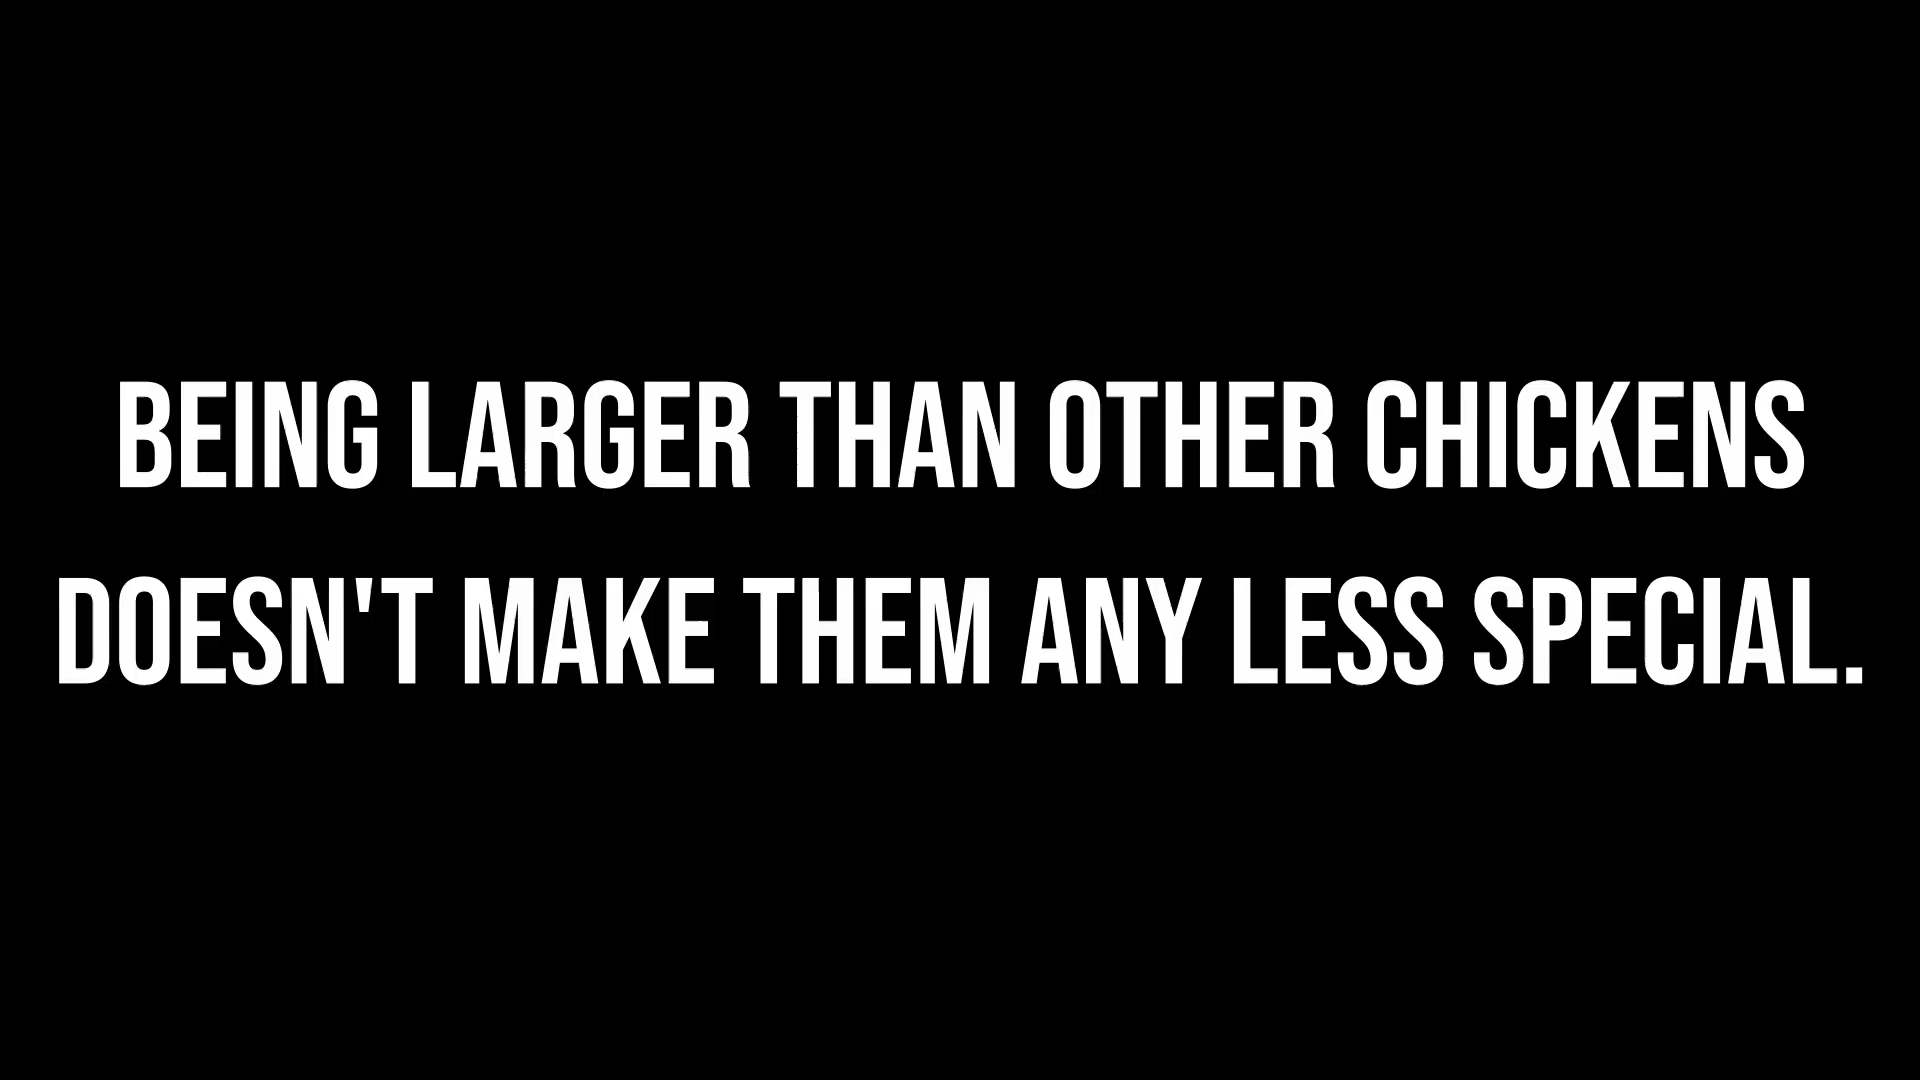 BEING LARGER THAN OTHER CHICKENS
DOESN'T MAKE THEM ANY LESS SPECIAL.